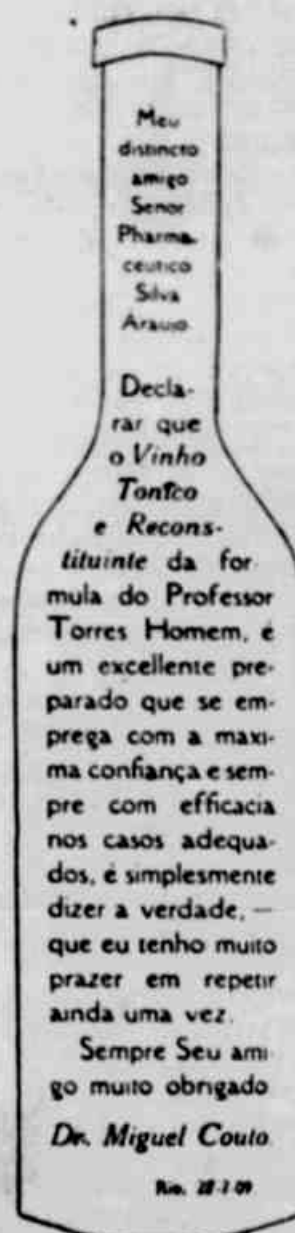 Meu
distincto
amigo
Senor
Pharma-
ceutico
Silva
Araujo
Decla-
rar que
o Vinho
Tonico
e Recons-
tituinte da for-
mula do Professor
Torres Homem, é
um excellente pre-
parado que se em-
prega com a maxi-
ma confiança e sem-
pre com efficacia
nos casos adequa-
dos, é simplesmente
dizer a verdade, —
que eu tenho muito
prazer em repetir
ainda uma vez.
Sempre Seu ami
go muito obrigado
Dr. Miguel Couto
Rio,